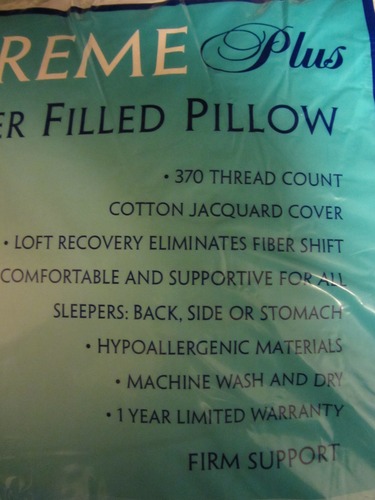 REME Plus
ER FILLED PILLOW
• 370 THREAD COUNT
COTTON JACQUARD COVER
• LOFT RECOVERY ELIMINATES FIBER SHIFT
COMFORTABLE AND SUPPORTIVE FOR ALL
SLEEPERS: BACK, SIDE OR STOMACH
• HYPOALLERGENIC MATERIALS
• MACHINE WASH AND DRY
• 1 YEAR LIMITED WARRANTY
FIRM SUPPORT